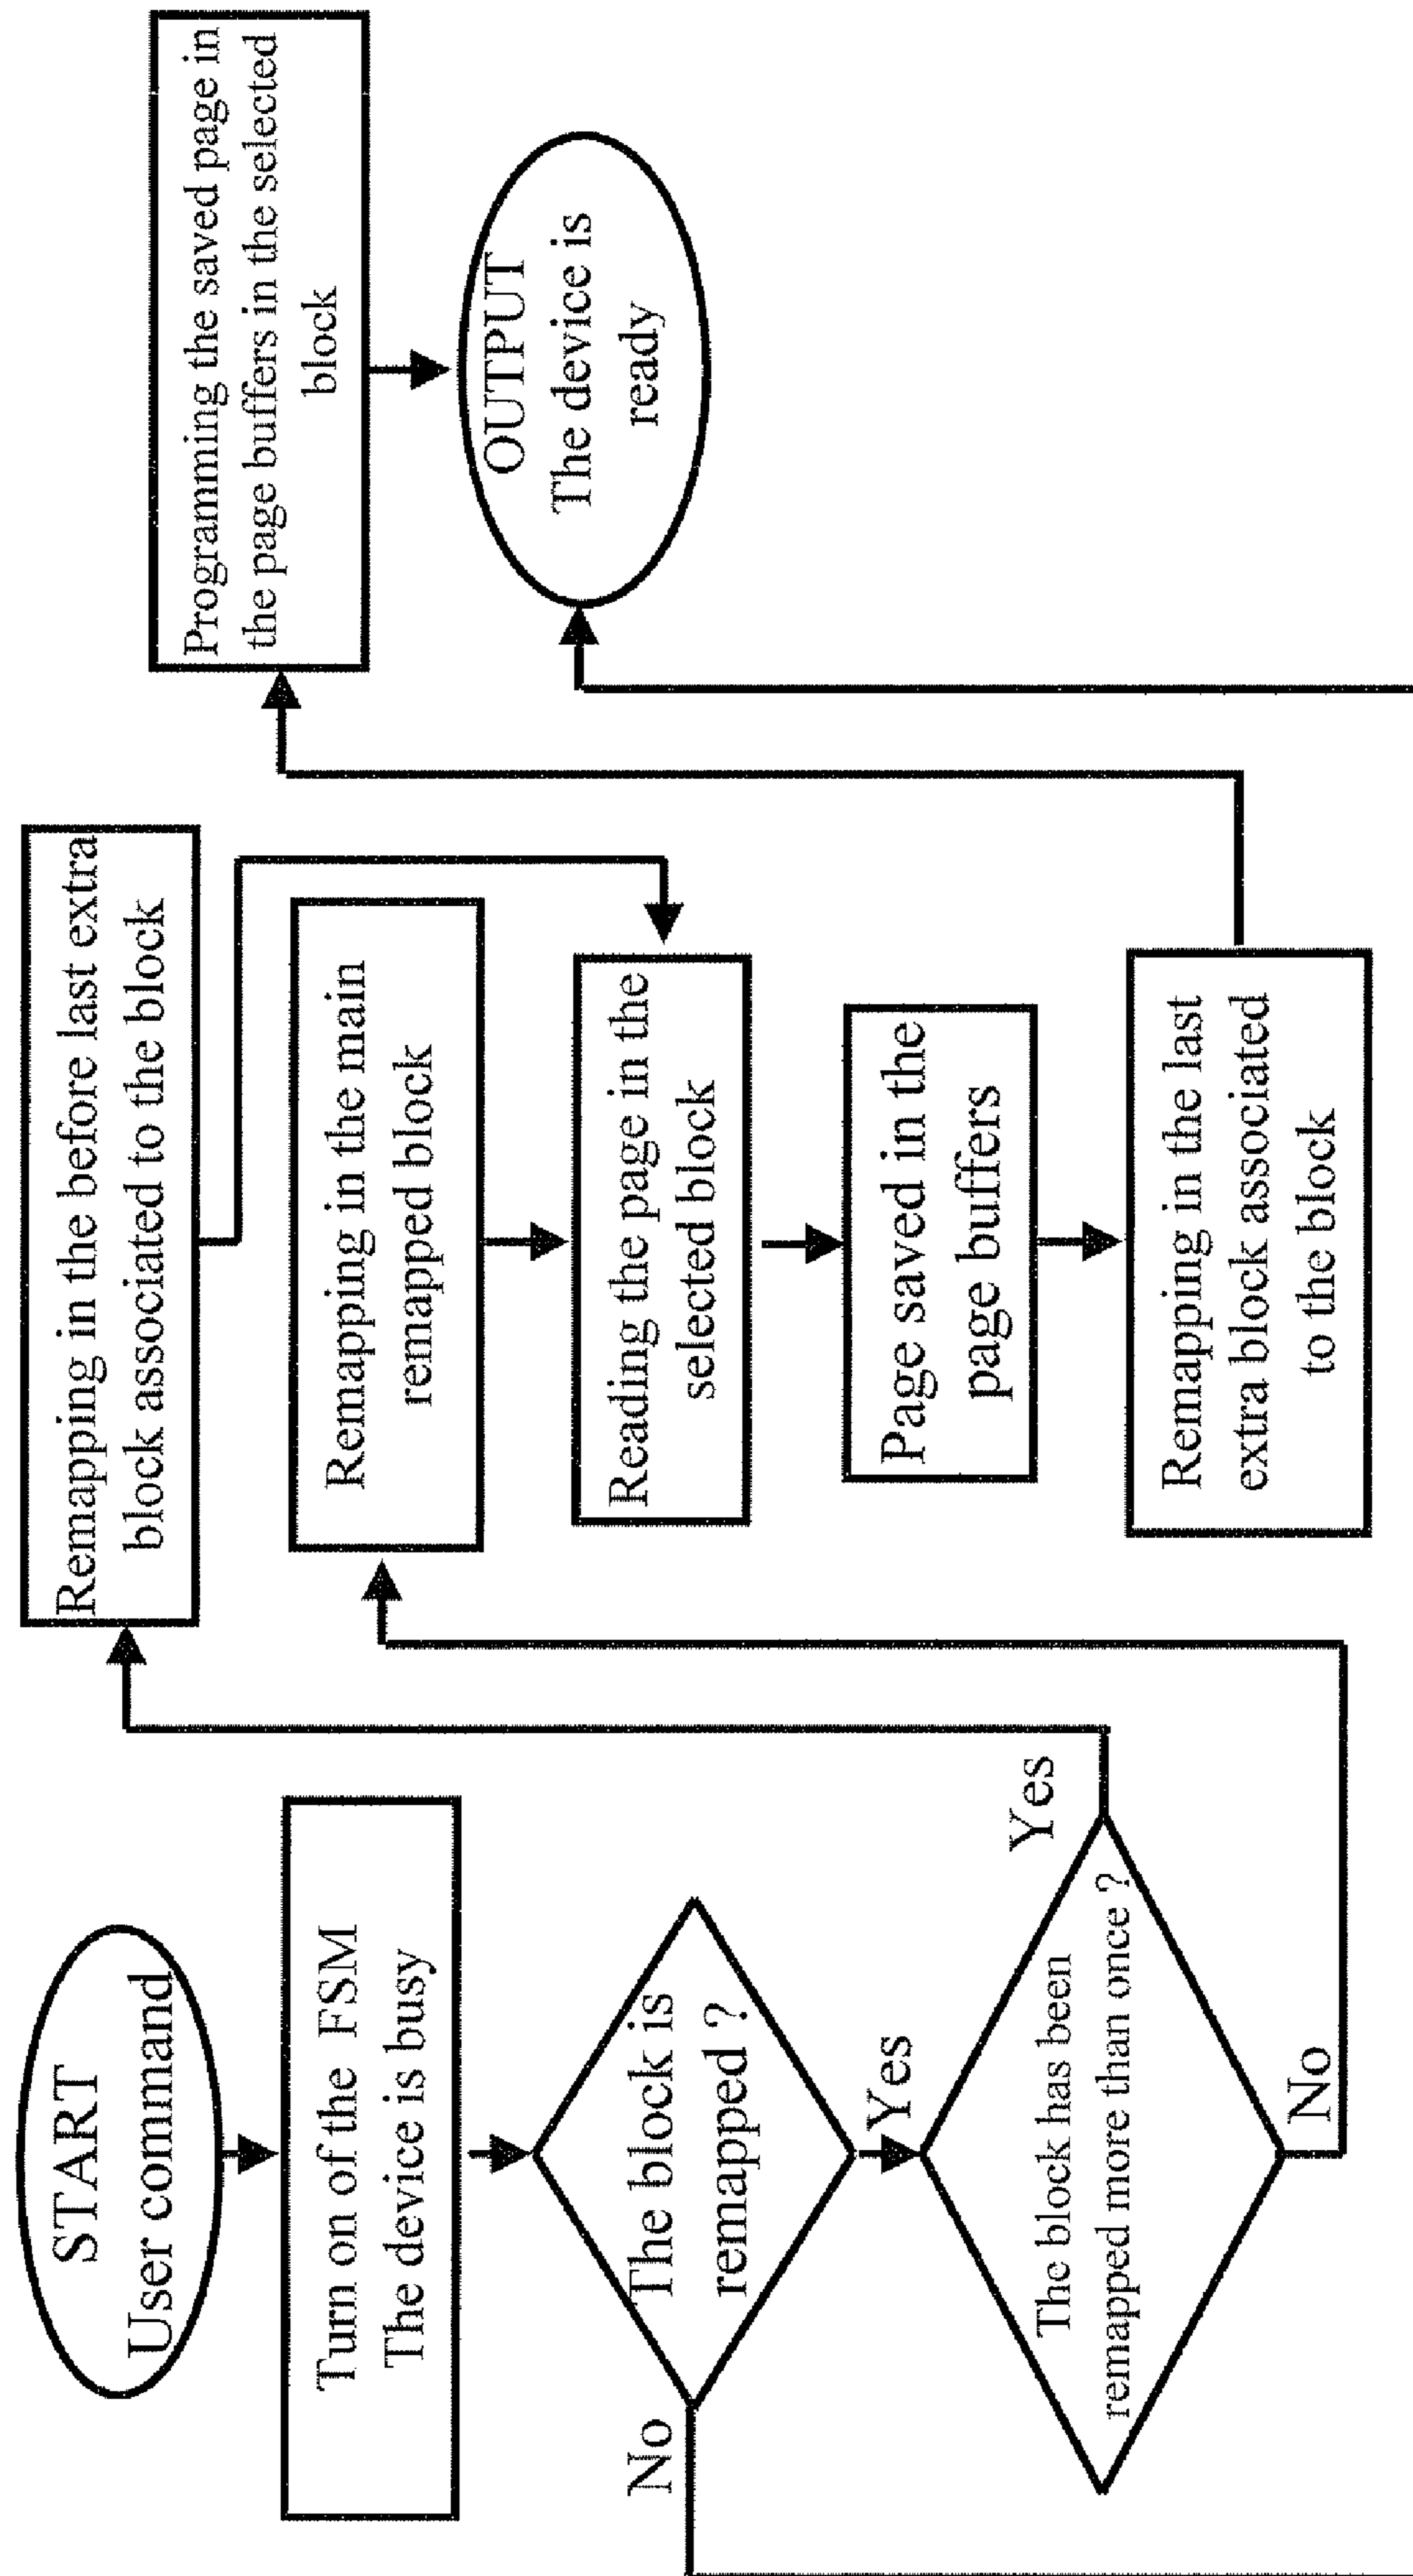 START
User command
Turn on of the FSM
The device is busy
The block is
remapped ?
No
Yes
The block has been
remapped more than once ?
Yes
No
Remapping in the before last extra
block associated to the block
Remapping in the main
remapped block
Reading the page in the
selected block
Page saved in the
page buffers
Remapping in the last
extra block associated
to the block
Programming the saved page in
the page buffers in the selected
block
OUTPUT
The device is
ready